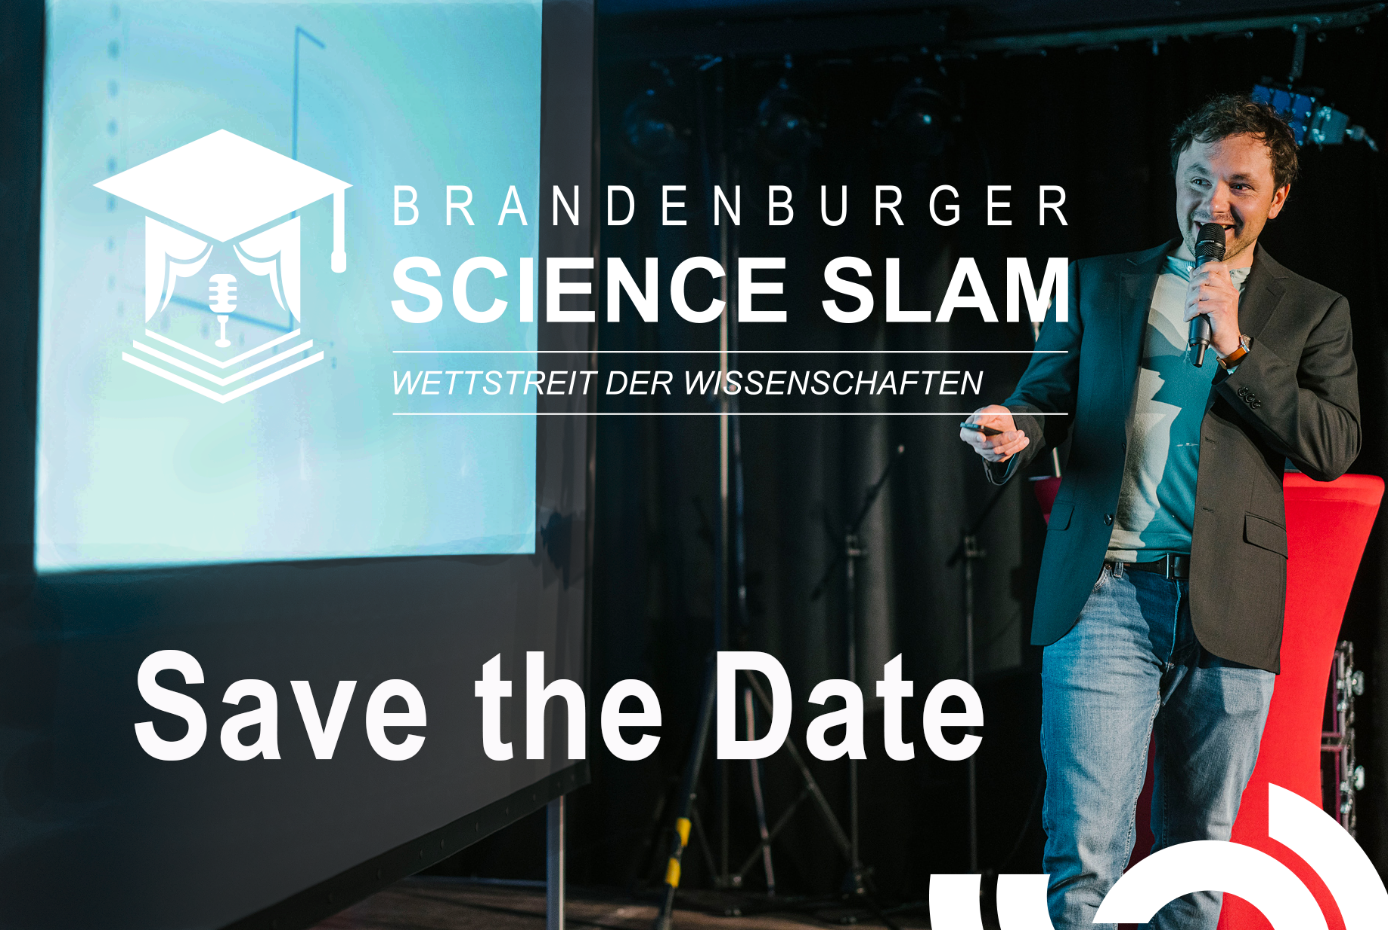 BRANDENBURGER
SCIENCE SLAM
WETTSTREIT DER WISSENSCHAFTEN
Save the Date